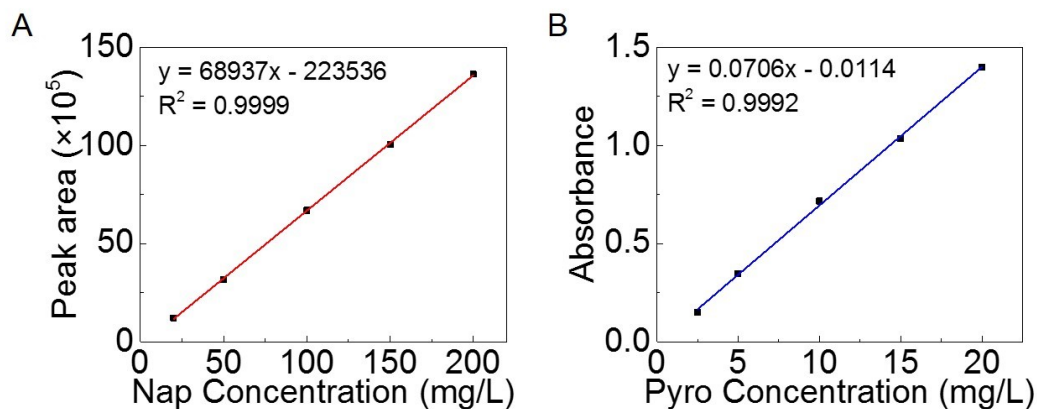 A
y = 68937x - 223536
R² = 0.9999
Peak area (×10⁵)
150
100
50
0
0 50 100 150 200
Nap Concentration (mg/L)
B
y = 0.0706x - 0.0114
R² = 0.9992
Absorbance
1.5
1.0
0.5
0.0
0 5 10 15 20
Pyro Concentration (mg/L)